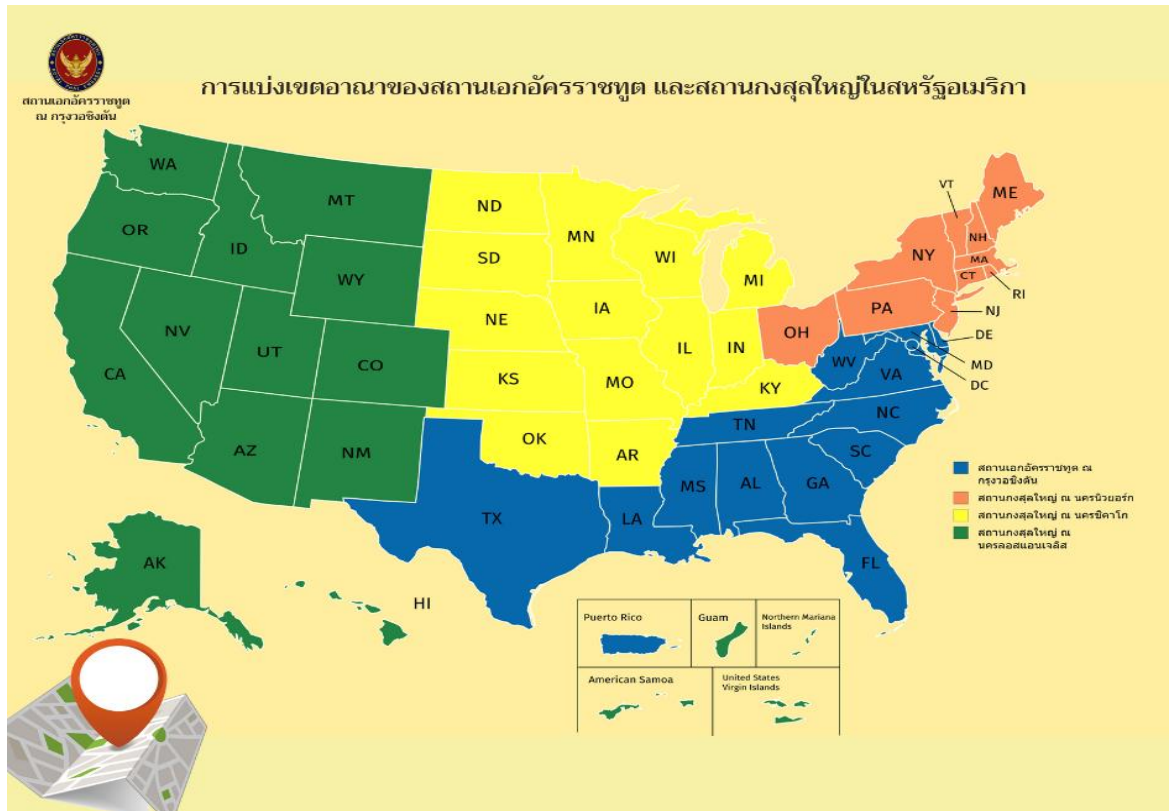 สถานเอกอัครราชทูต
ณ กรุงวอชิงตัน
การแบ่งเขตอาณาของสถานเอกอัครราชทูต และสถานกงสุลใหญ่ในสหรัฐอเมริกา
WA
MT
ND
MN
VT
ME
OR
ID
SD
WI
MI
NY
NH
MA
CT
RI
WY
NE
IA
PA
NJ
NV
UT
CO
IL
IN
OH
DE
MD
DC
CA
KS
MO
KY
WV
VA
AZ
NM
OK
AR
TN
NC
SC
TX
LA
MS
AL
GA
FL
AK
HI
สถานเอกอัครราชทูต ณ
กรุงวอชิงตัน
สถานกงสุลใหญ่ ณ นครนิวยอร์ก
สถานกงสุลใหญ่ ณ นครชิคาโก
สถานกงสุลใหญ่ ณ
นครลอสแอนเจลิส
Puerto Rico
Guam
Northern Mariana
Islands
American Samoa
United States
Virgin Islands